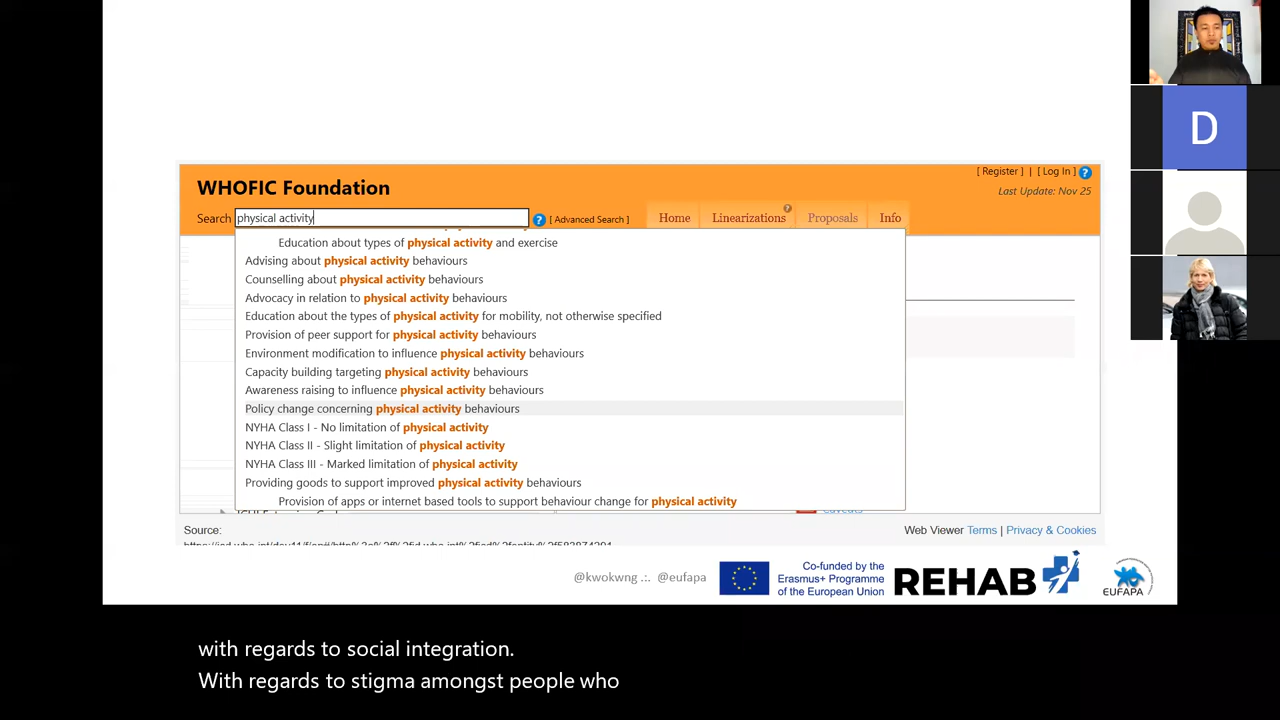 WHOFIC Foundation
[ Register ] | [ Log In ] ?
Last Update: Nov 25
Search physical activity ? [ Advanced Search ] Home Linearizations ? Proposals Info
Education about types of physical activity and exercise
Advising about physical activity behaviours
Counselling about physical activity behaviours
Advocacy in relation to physical activity behaviours
Education about the types of physical activity for mobility, not otherwise specified
Provision of peer support for physical activity behaviours
Environment modification to influence physical activity behaviours
Capacity building targeting physical activity behaviours
Awareness raising to influence physical activity behaviours
Policy change concerning physical activity behaviours
NYHA Class I - No limitation of physical activity
NYHA Class II - Slight limitation of physical activity
NYHA Class III - Marked limitation of physical activity
Providing goods to support improved physical activity behaviours
Provision of apps or internet based tools to support behaviour change for physical activity
Source:
Web Viewer Terms | Privacy & Cookies
@kwokwng .:. @eufapa
Co-funded by the
Erasmus+ Programme
of the European Union
REHAB
EUFAPA
D
with regards to social integration.
With regards to stigma amongst people who